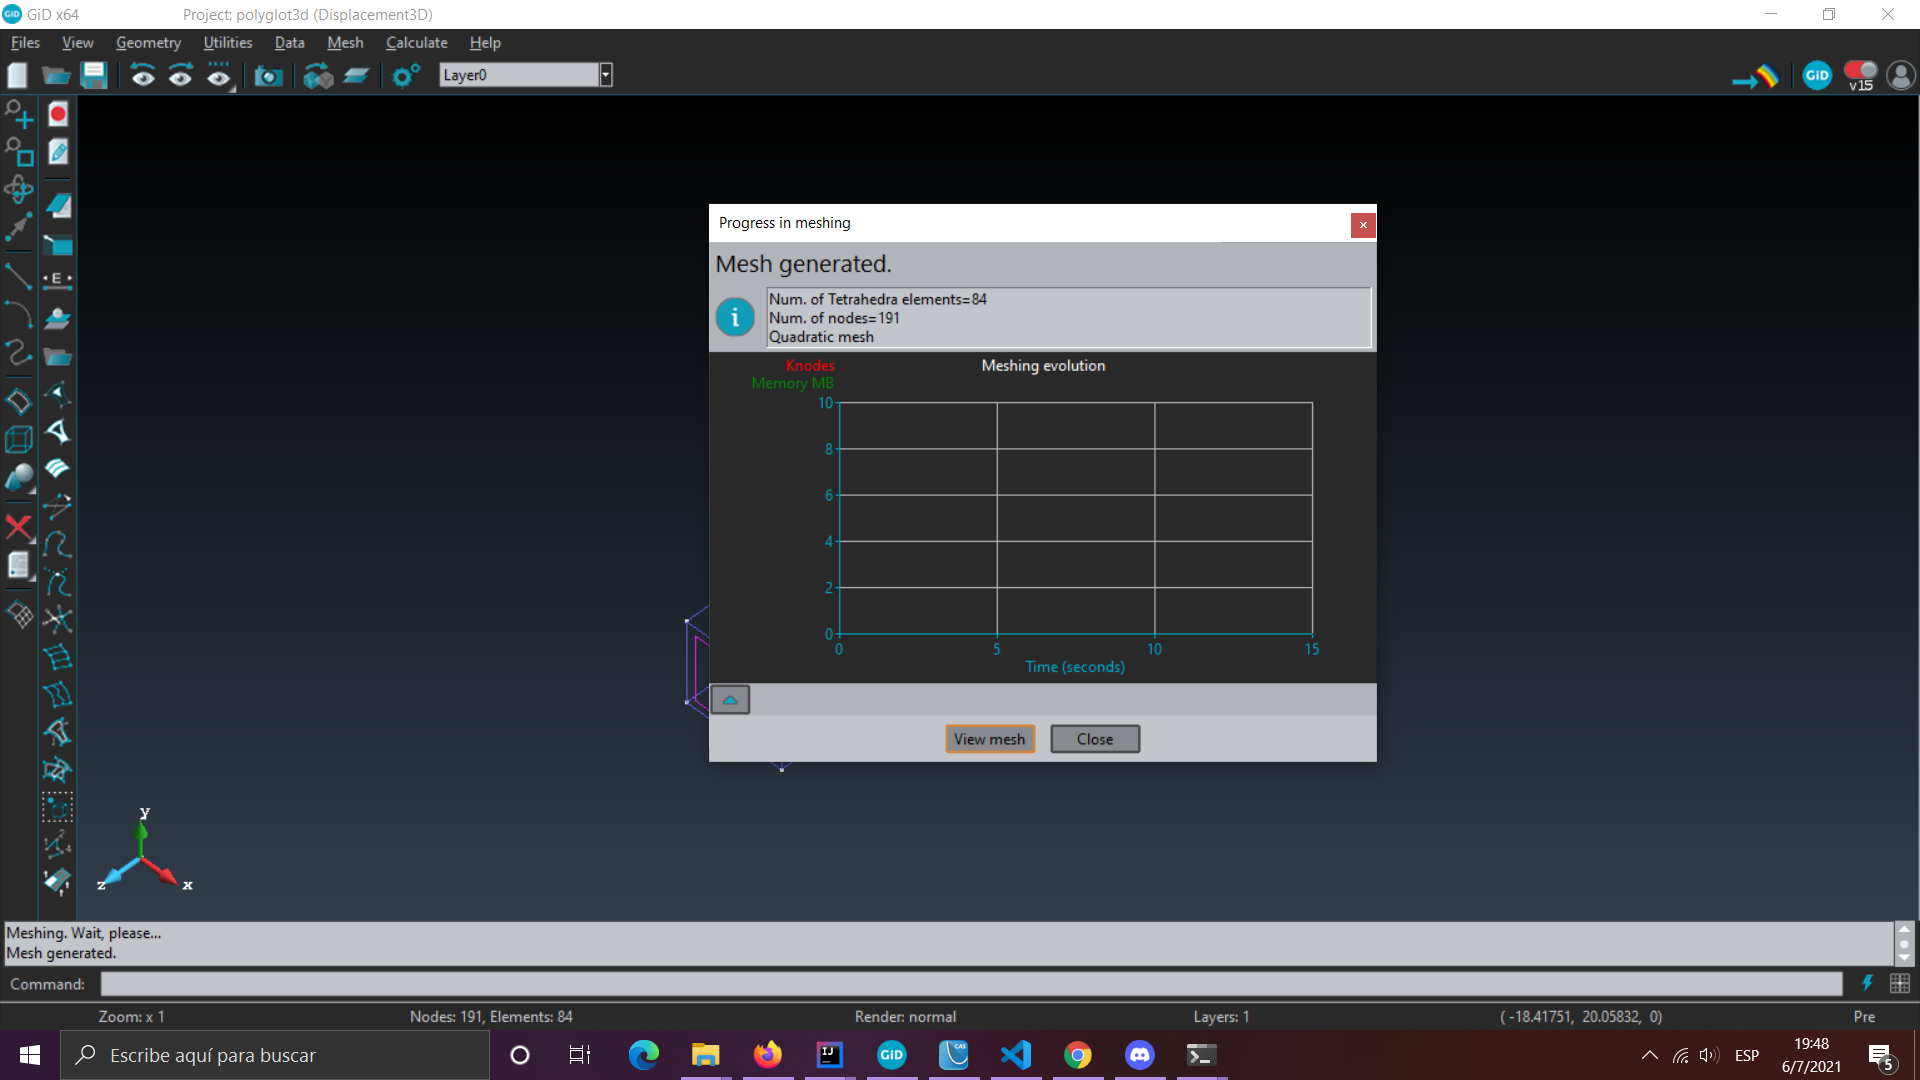 GiD x64
Project: polyglot3d (Displacement3D)
Files View Geometry Utilities Data Mesh Calculate Help
Layer0
GiD
v15
E
Progress in meshing
Mesh generated.
Num. of Tetrahedra elements=84
Num. of nodes=191
Quadratic mesh
Knodes
Memory MB
Meshing evolution
10
8
6
4
2
0
0 5 10 15
Time (seconds)
View mesh Close
y
z x
Meshing. Wait, please...
Mesh generated.
Command:
Zoom: x 1 Nodes: 191, Elements: 84 Render: normal Layers: 1 ( -18.41751, 20.05832, 0) Pre
Escribe aquí para buscar
IJ
GiD
CAS
ESP
19:48
6/7/2021
5